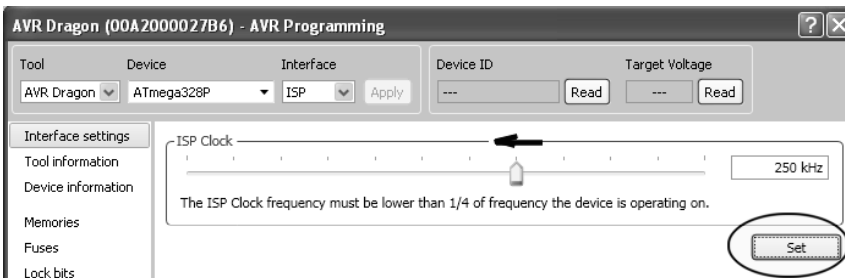 AVR Dragon (00A2000027B6) - AVR Programming
Tool Device Interface Device ID Target Voltage
AVR Dragon ATmega328P ISP Apply --- Read --- Read
Interface settings
Tool information
Device information
Memories
Fuses
Lock bits
ISP Clock
250 kHz
The ISP Clock frequency must be lower than 1/4 of frequency the device is operating on.
Set